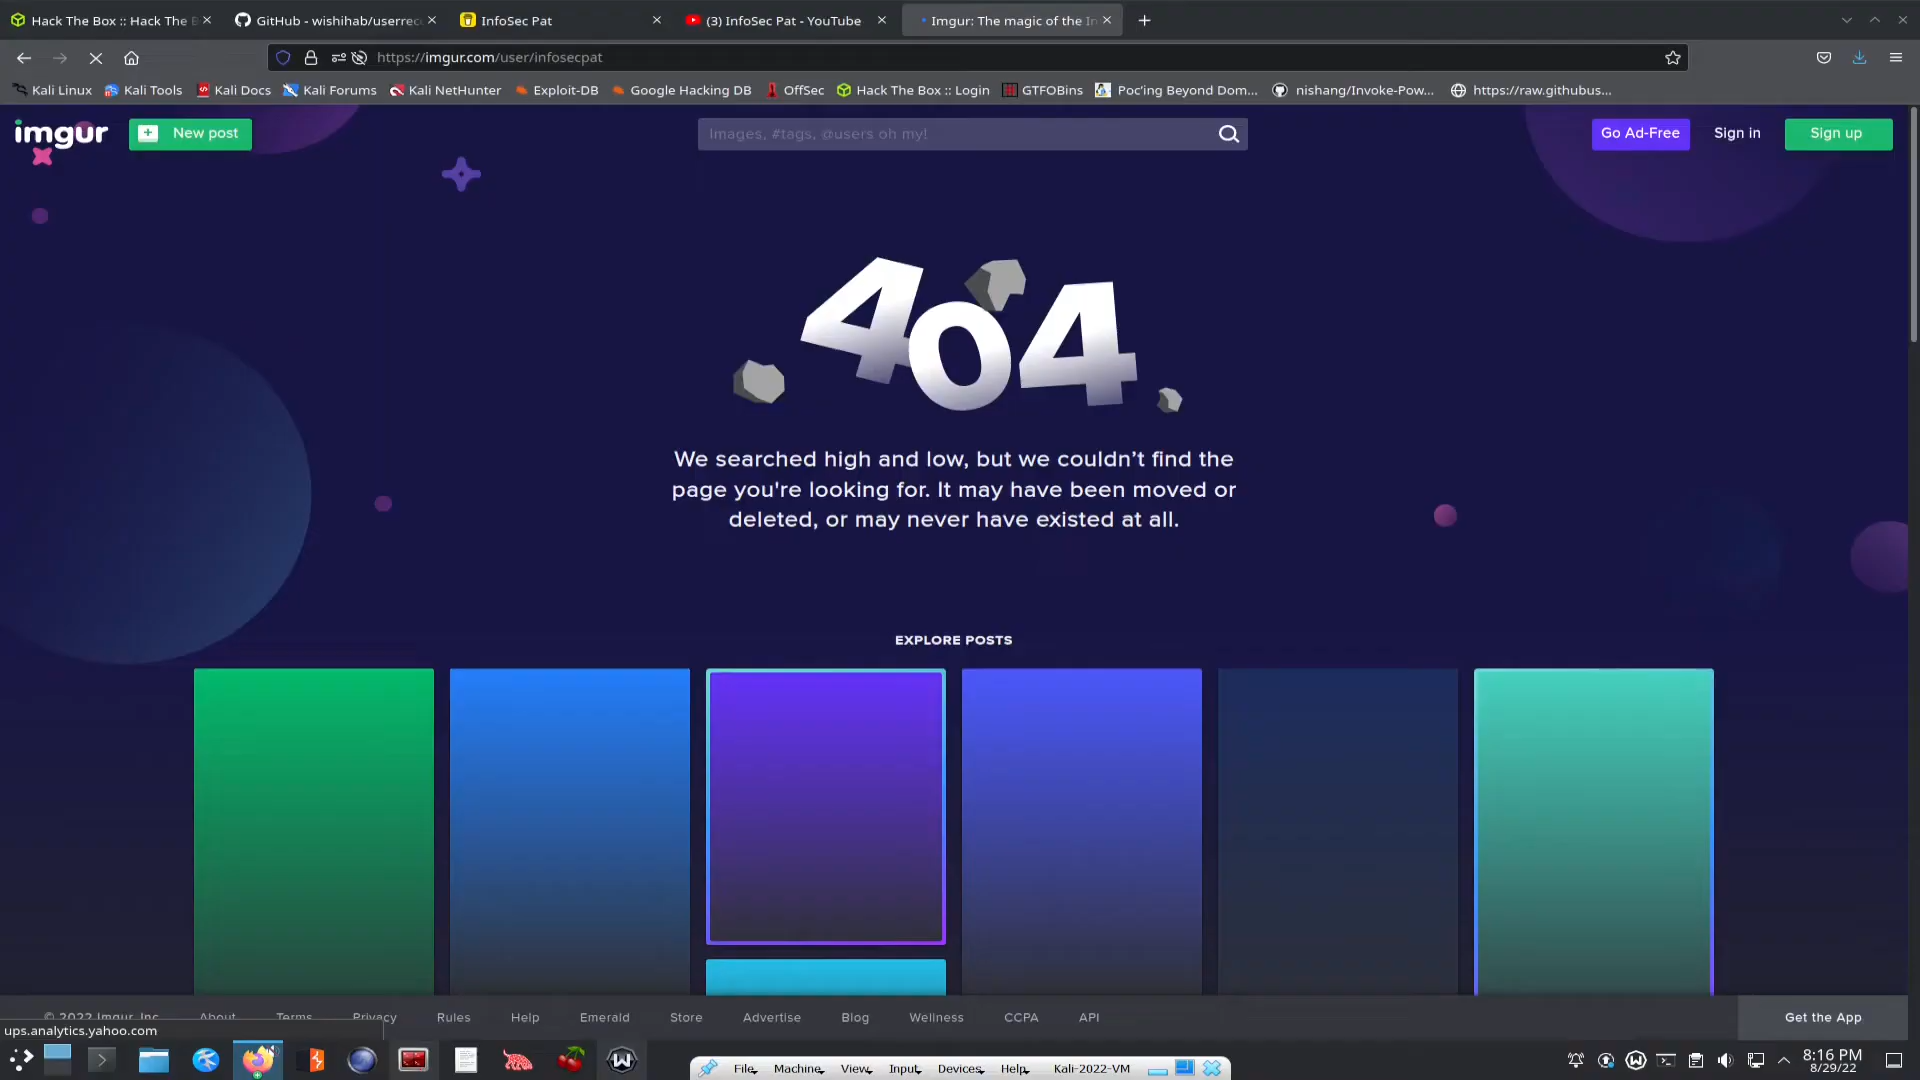 Hack The Box :: Hack The B
GitHub - wishihab/userrec
InfoSec Pat
(3) InfoSec Pat - YouTube
Imgur: The magic of the In
https://imgur.com/user/infosecpat
Kali Linux
Kali Tools
Kali Docs
Kali Forums
Kali NetHunter
Exploit-DB
Google Hacking DB
OffSec
Hack The Box :: Login
GTFOBins
Poc'ing Beyond Dom...
nishang/Invoke-Pow...
https://raw.githubus...
imgur
New post
Images, #tags, @users oh my!
Go Ad-Free
Sign in
Sign up
404
We searched high and low, but we couldn't find the
page you're looking for. It may have been moved or
deleted, or may never have existed at all.
EXPLORE POSTS
© 2022 Imgur, Inc
About
Terms
Privacy
Rules
Help
Emerald
Store
Advertise
Blog
Wellness
CCPA
API
Get the App
ups.analytics.yahoo.com
File
Machine
View
Input
Devices
Help
Kali-2022-VM
8:16 PM
8/29/22